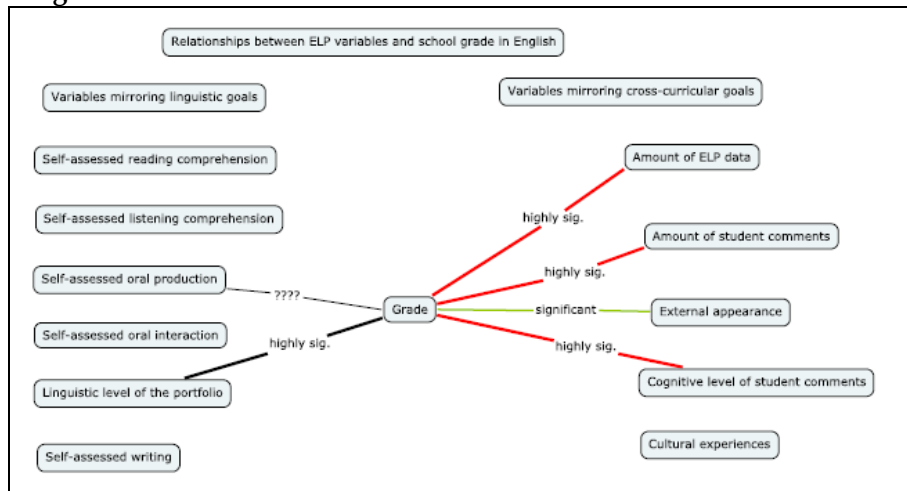 Relationships between ELP variables and school grade in English
Variables mirroring linguistic goals
Variables mirroring cross-curricular goals
Self-assessed reading comprehension
Amount of ELP data
Self-assessed listening comprehension
highly sig.
Amount of student comments
highly sig.
Self-assessed oral production
????
Grade
significant
External appearance
Self-assessed oral interaction
highly sig.
highly sig.
Linguistic level of the portfolio
Cognitive level of student comments
Self-assessed writing
Cultural experiences